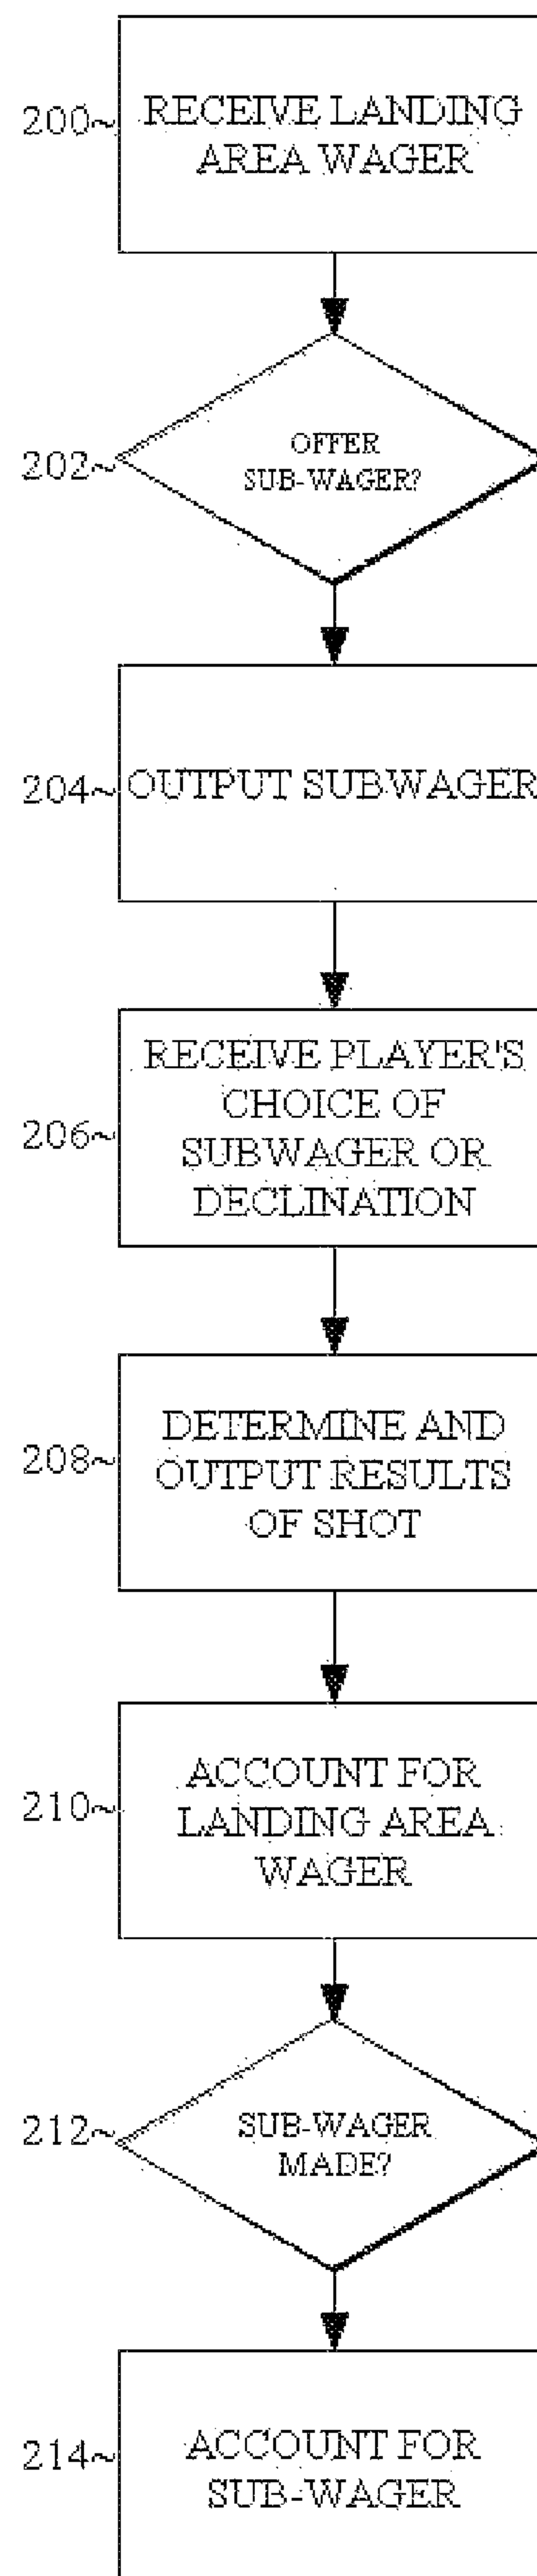 200~ RECEIVE LANDING
AREA WAGER
202~ OFFER
SUB-WAGER?
204~ OUTPUT SUBWAGER
206~ RECEIVE PLAYER'S
CHOICE OF
SUBWAGER OR
DECLINATION
208~ DETERMINE AND
OUTPUT RESULTS
OF SHOT
210~ ACCOUNT FOR
LANDING AREA
WAGER
212~ SUB-WAGER
MADE?
214~ ACCOUNT FOR
SUB-WAGER